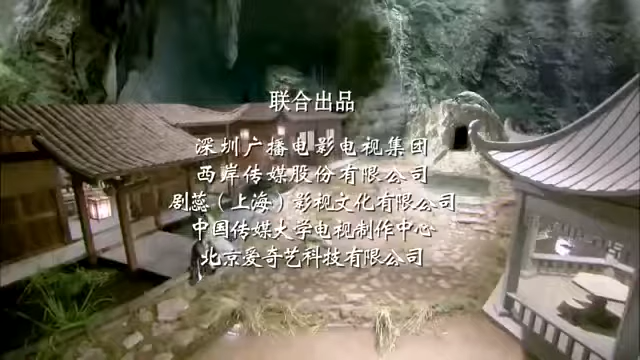 联合出品
深圳广播电影电视集团
西岸传媒股份有限公司
剧蕊（上海）影视文化有限公司
中国传媒大学电视制作中心
北京爱奇艺科技有限公司